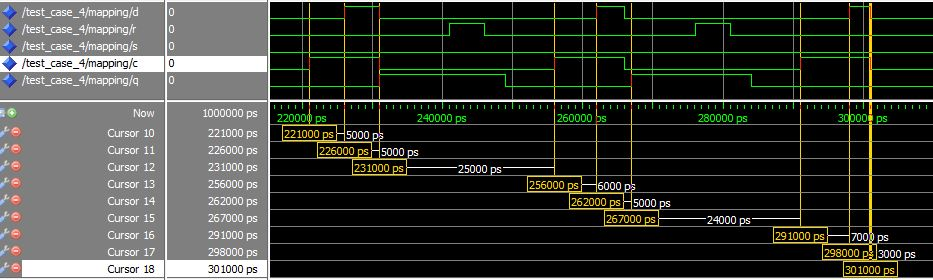 /test_case_4/mapping/d 0
/test_case_4/mapping/r 0
/test_case_4/mapping/s 0
/test_case_4/mapping/c 0
/test_case_4/mapping/q 0
Now 1000000 ps 220000 ps 240000 ps 260000 ps 280000 ps 300000 ps
Cursor 10 221000 ps 221000 ps 5000 ps
Cursor 11 226000 ps 226000 ps 5000 ps
Cursor 12 231000 ps 231000 ps 25000 ps
Cursor 13 256000 ps 256000 ps 6000 ps
Cursor 14 262000 ps 262000 ps 5000 ps
Cursor 15 267000 ps 267000 ps 24000 ps
Cursor 16 291000 ps 291000 ps 7000 ps
Cursor 17 298000 ps 298000 ps 3000 ps
Cursor 18 301000 ps 301000 ps